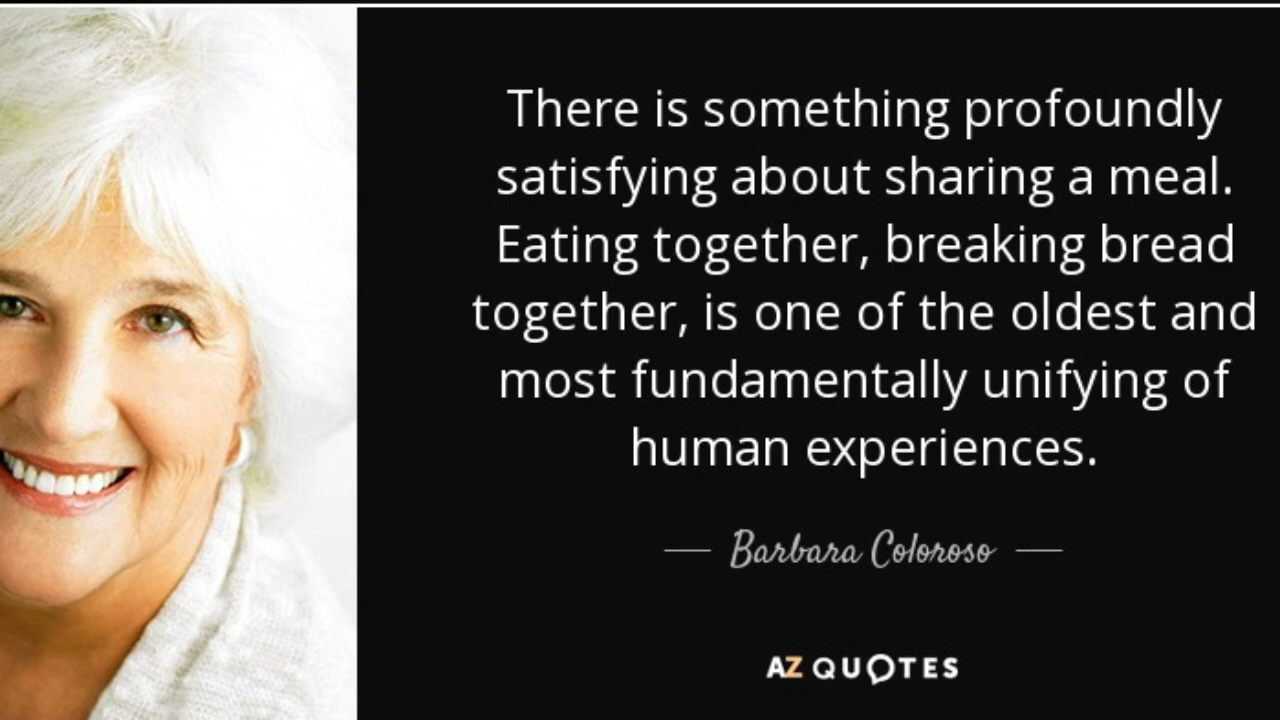 There is something profoundly
satisfying about sharing a meal.
Eating together, breaking bread
together, is one of the oldest and
most fundamentally unifying of
human experiences.
Barbara Coloroso
AZ QUOTES